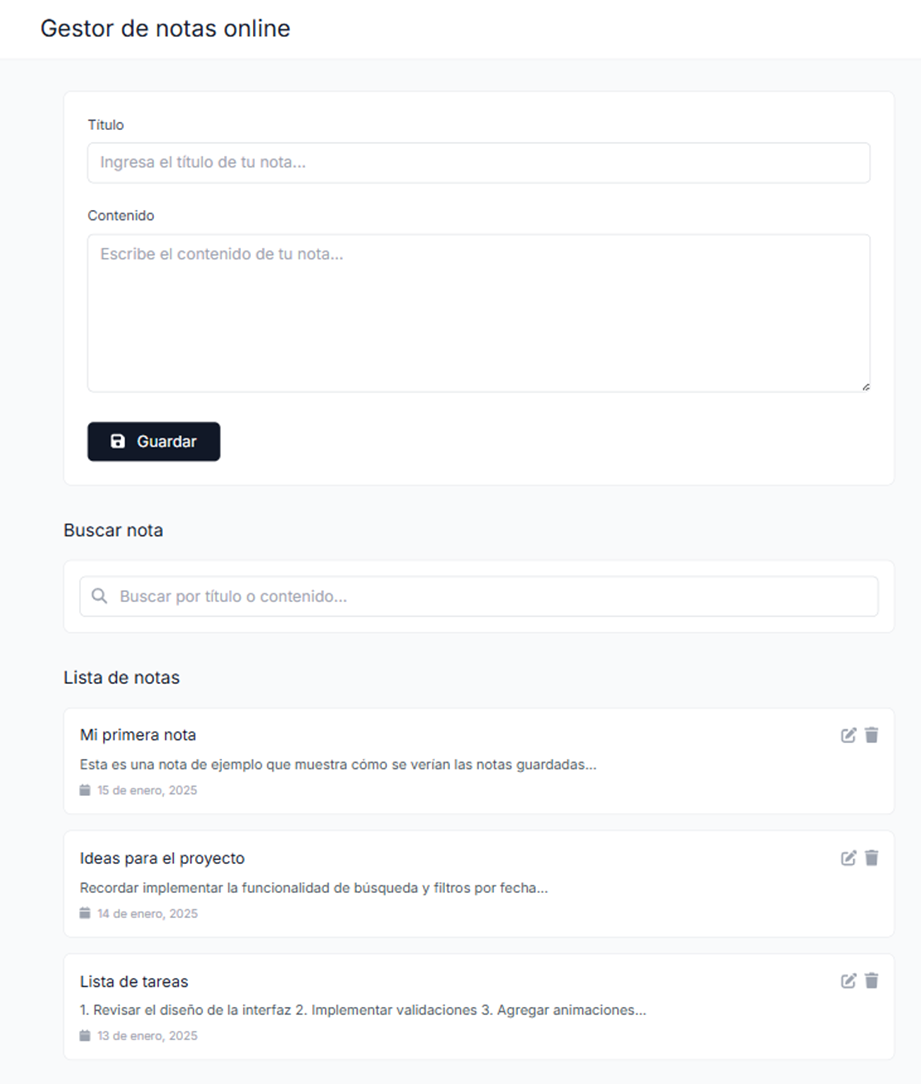 Gestor de notas online
Título
Ingresa el título de tu nota...
Contenido
Escribe el contenido de tu nota...
Guardar
Buscar nota
Buscar por título o contenido...
Lista de notas
Mi primera nota
Esta es una nota de ejemplo que muestra cómo se verían las notas guardadas...
15 de enero, 2025
Ideas para el proyecto
Recordar implementar la funcionalidad de búsqueda y filtros por fecha...
14 de enero, 2025
Lista de tareas
1. Revisar el diseño de la interfaz 2. Implementar validaciones 3. Agregar animaciones...
13 de enero, 2025